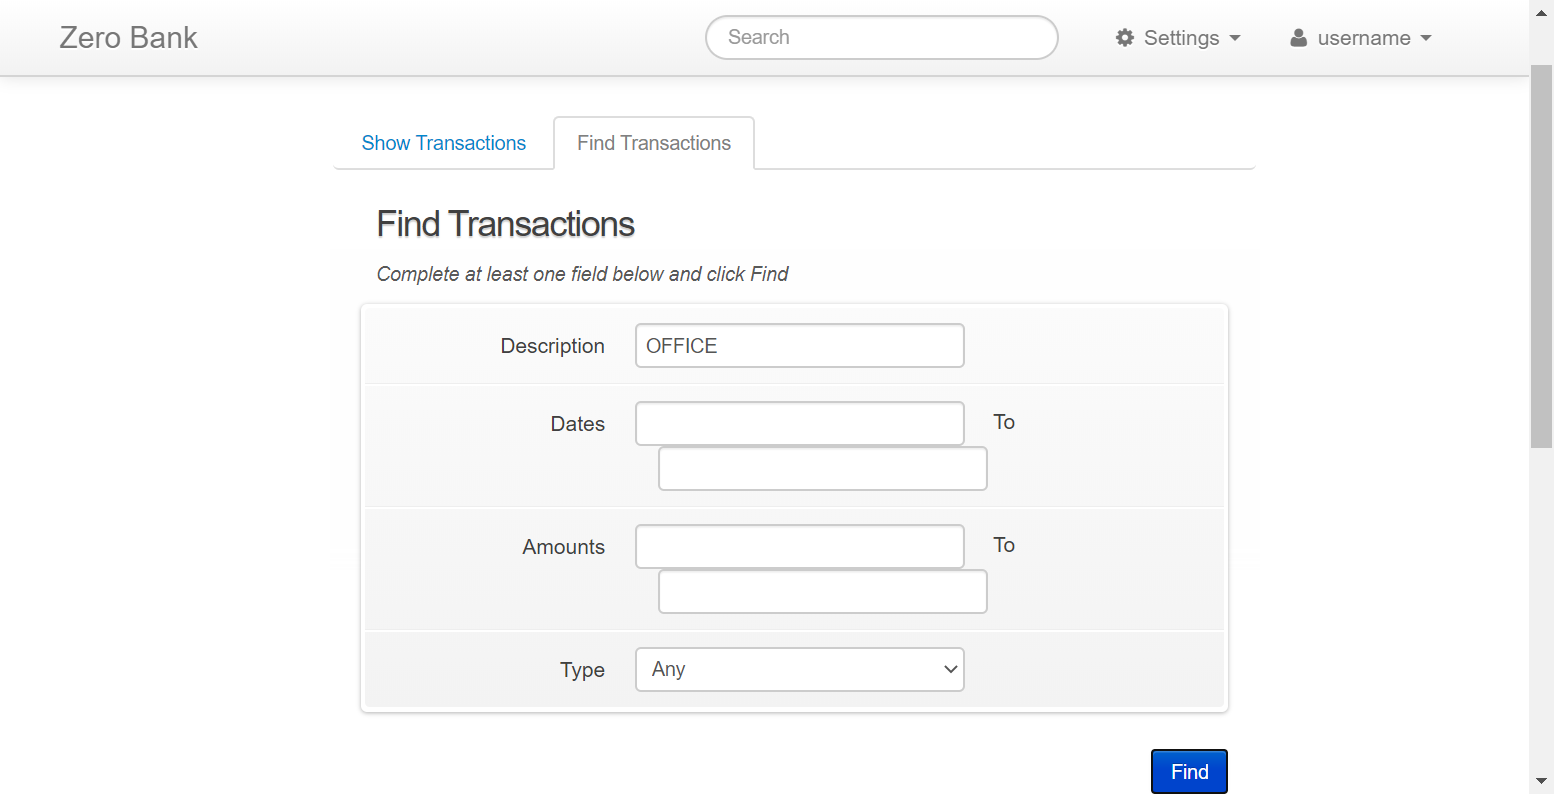 Zero Bank
Search
Settings
username
Show Transactions
Find Transactions
Find Transactions
Complete at least one field below and click Find
Description
OFFICE
Dates
To
Amounts
To
Type
Any
Find